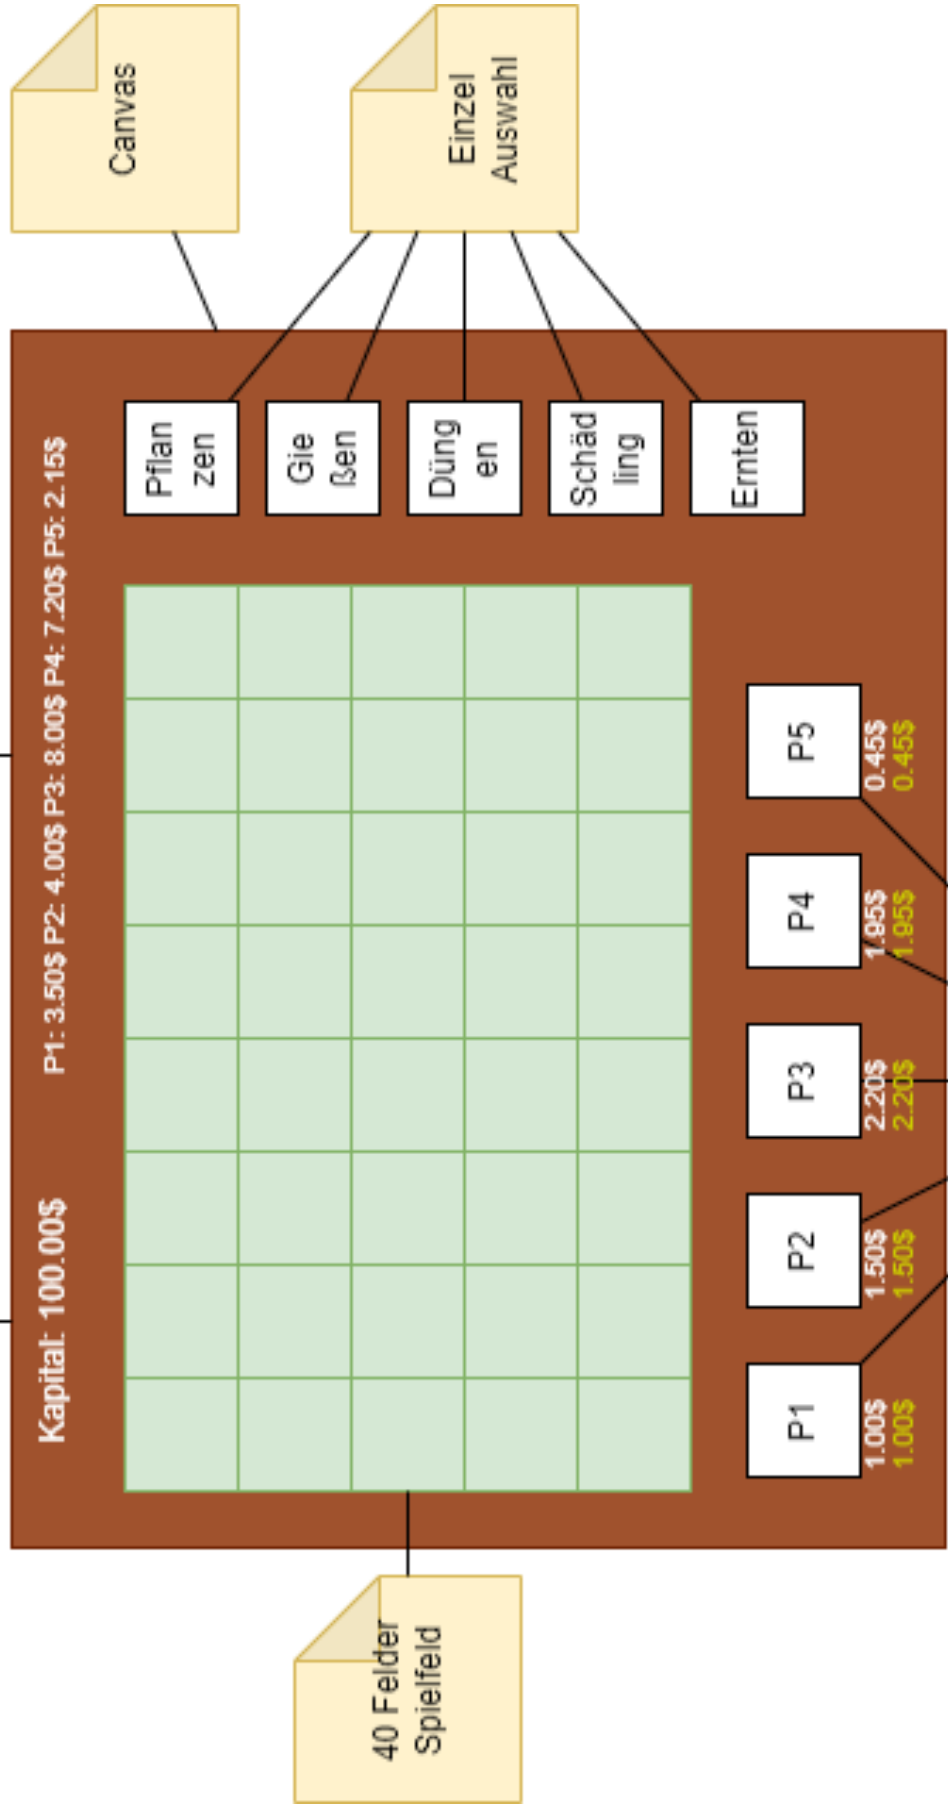 Kapital: 100.00$
P1: 3.50$ P2: 4.00$ P3: 8.00$ P4: 7.20$ P5: 2.15$
Canvas
Pflan
zen
Gie
ßen
Düng
en
Schäd
ling
Ernten
Einzel
Auswahl
40 Felder
Spielfeld
P1
1.00$
1.00$
P2
1.50$
1.50$
P3
2.20$
2.20$
P4
1.95$
1.95$
P5
0.45$
0.45$